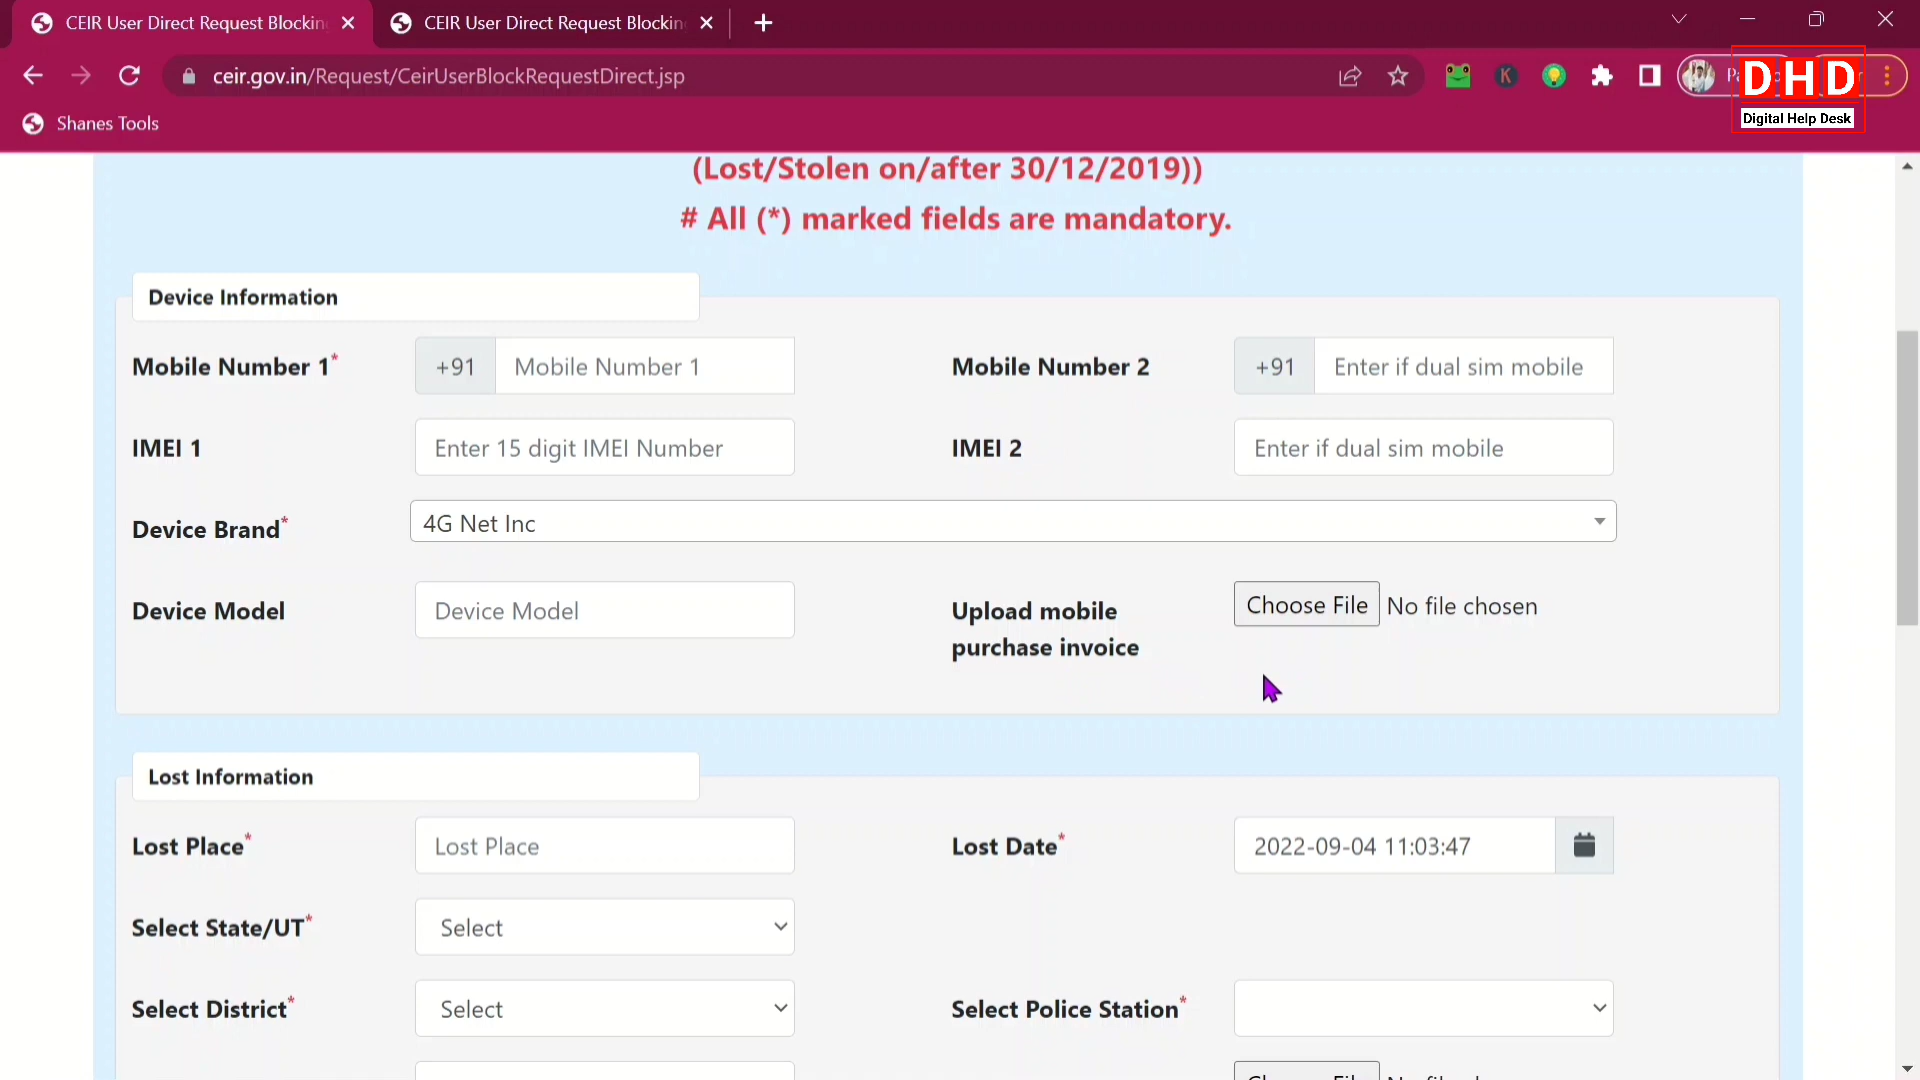 CEIR User Direct Request Blockin
CEIR User Direct Request Blockin
ceir.gov.in/Request/CeirUserBlockRequestDirect.jsp
K
DHD
Digital Help Desk
Shanes Tools
(Lost/Stolen on/after 30/12/2019))
# All (*) marked fields are mandatory.
Device Information
Mobile Number 1* +91 Mobile Number 1 Mobile Number 2 +91 Enter if dual sim mobile
IMEI 1 Enter 15 digit IMEI Number IMEI 2 Enter if dual sim mobile
Device Brand* 4G Net Inc
Device Model Device Model Upload mobile Choose File No file chosen
purchase invoice
Lost Information
Lost Place* Lost Place Lost Date* 2022-09-04 11:03:47
Select State/UT* Select
Select District* Select Select Police Station*